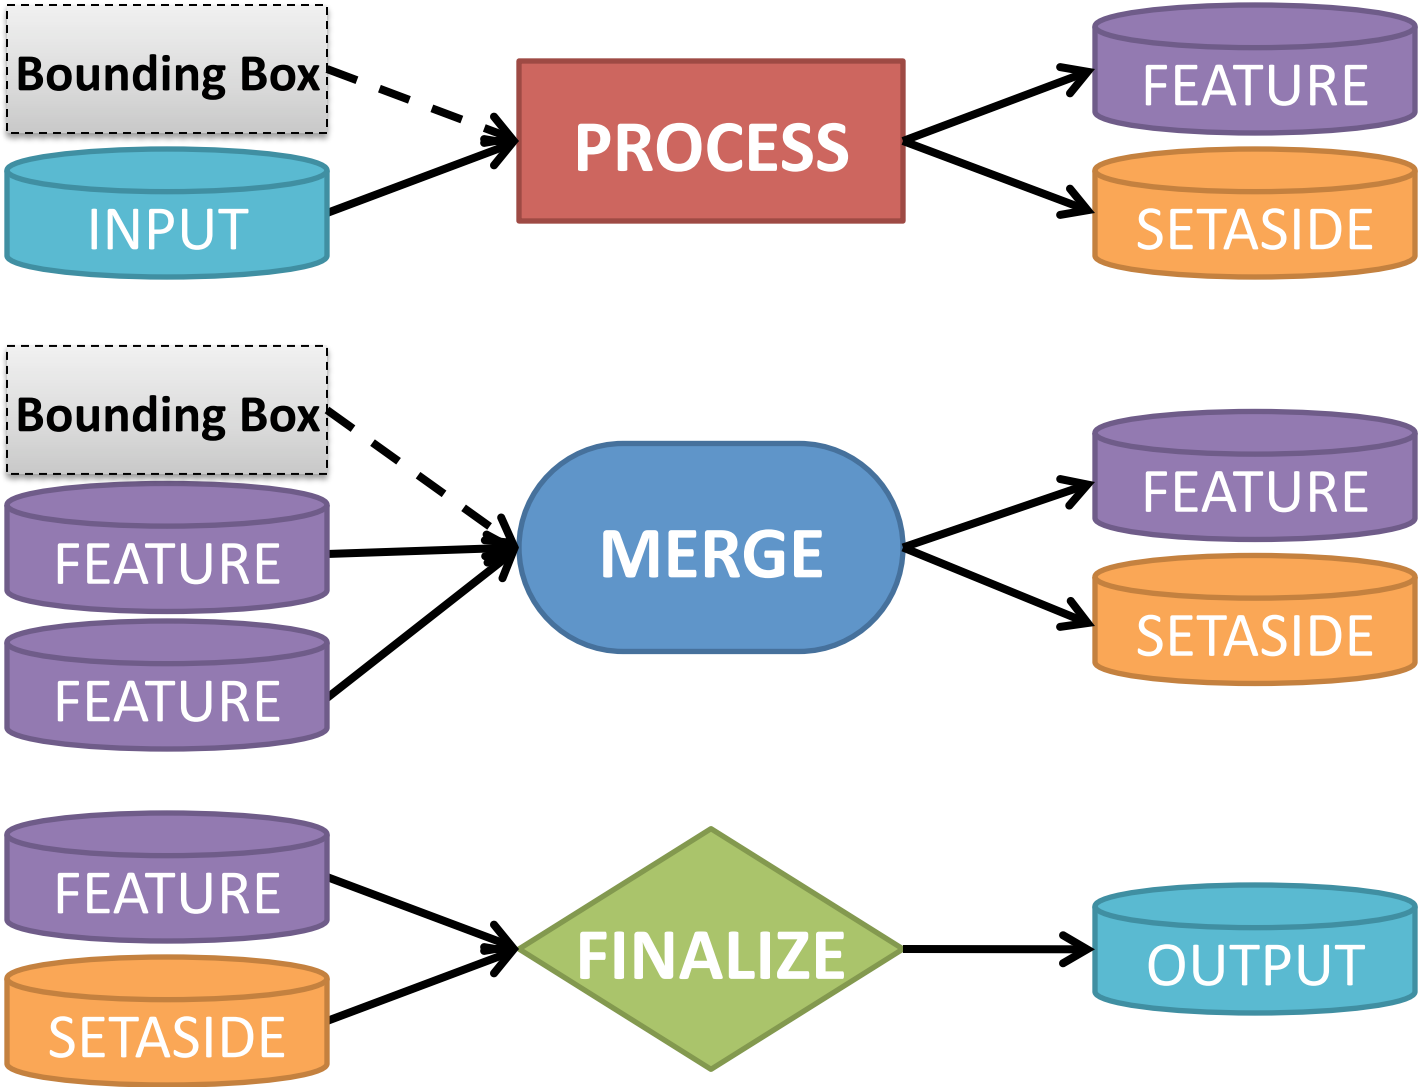 Bounding Box
INPUT
PROCESS
FEATURE
SETASIDE
Bounding Box
FEATURE
FEATURE
MERGE
FEATURE
SETASIDE
FEATURE
SETASIDE
FINALIZE
OUTPUT